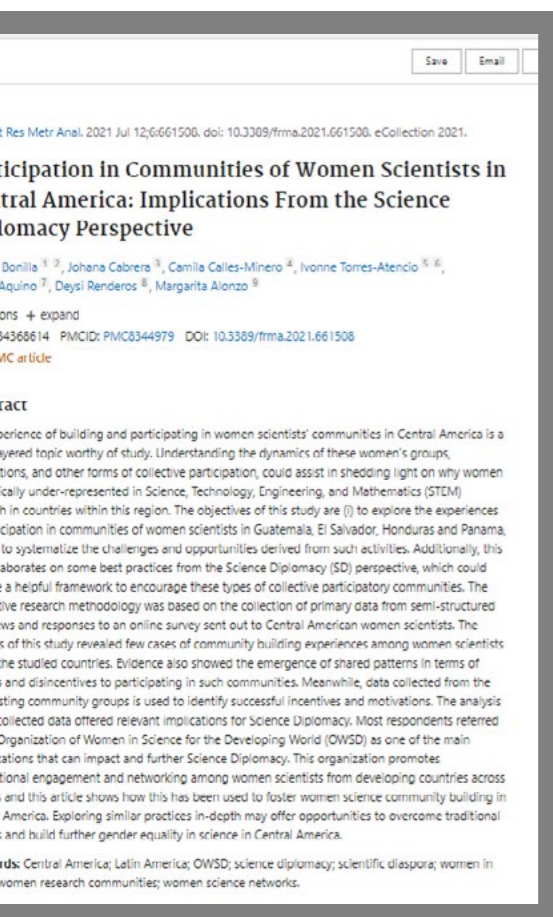 Save Email
t Res Metr Anal. 2021 Jul 12;6:661508. doi: 10.3389/frma.2021.661508. eCollection 2021.
ticipation in Communities of Women Scientists in
tral America: Implications From the Science
lomacy Perspective
Bonilla 1 2, Johana Cabrera 3, Camila Calles-Minero 4, Ivonne Torres-Atencio 5 6,
Aquino 7, Deysi Renderos 8, Margarita Alonzo 9
ons + expand
34368614 PMCID: PMC8344979 DOI: 10.3389/frma.2021.661508
MC article
ract
perience of building and participating in women scientists' communities in Central America is a
ayered topic worthy of study. Understanding the dynamics of these women's groups,
tions, and other forms of collective participation, could assist in shedding light on why women
ically under-represented in Science, Technology, Engineering, and Mathematics (STEM)
h in countries within this region. The objectives of this study are (i) to explore the experiences
cipation in communities of women scientists in Guatemala, El Salvador, Honduras and Panama,
to systematize the challenges and opportunities derived from such activities. Additionally, this
aborates on some best practices from the Science Diplomacy (SD) perspective, which could
e a helpful framework to encourage these types of collective participatory communities. The
tive research methodology was based on the collection of primary data from semi-structured
ews and responses to an online survey sent out to Central American women scientists. The
s of this study revealed few cases of community building experiences among women scientists
the studied countries. Evidence also showed the emergence of shared patterns in terms of
s and disincentives to participating in such communities. Meanwhile, data collected from the
sting community groups is used to identify successful incentives and motivations. The analysis
collected data offered relevant implications for Science Diplomacy. Most respondents referred
Organization of Women in Science for the Developing World (OWSD) as one of the main
cations that can impact and further Science Diplomacy. This organization promotes
tional engagement and networking among women scientists from developing countries across
s and this article shows how this has been used to foster women science community building in
America. Exploring similar practices in-depth may offer opportunities to overcome traditional
s and build further gender equality in science in Central America.
rds: Central America; Latin America; OWSD; science diplomacy; scientific diaspora; women in
women research communities; women science networks.